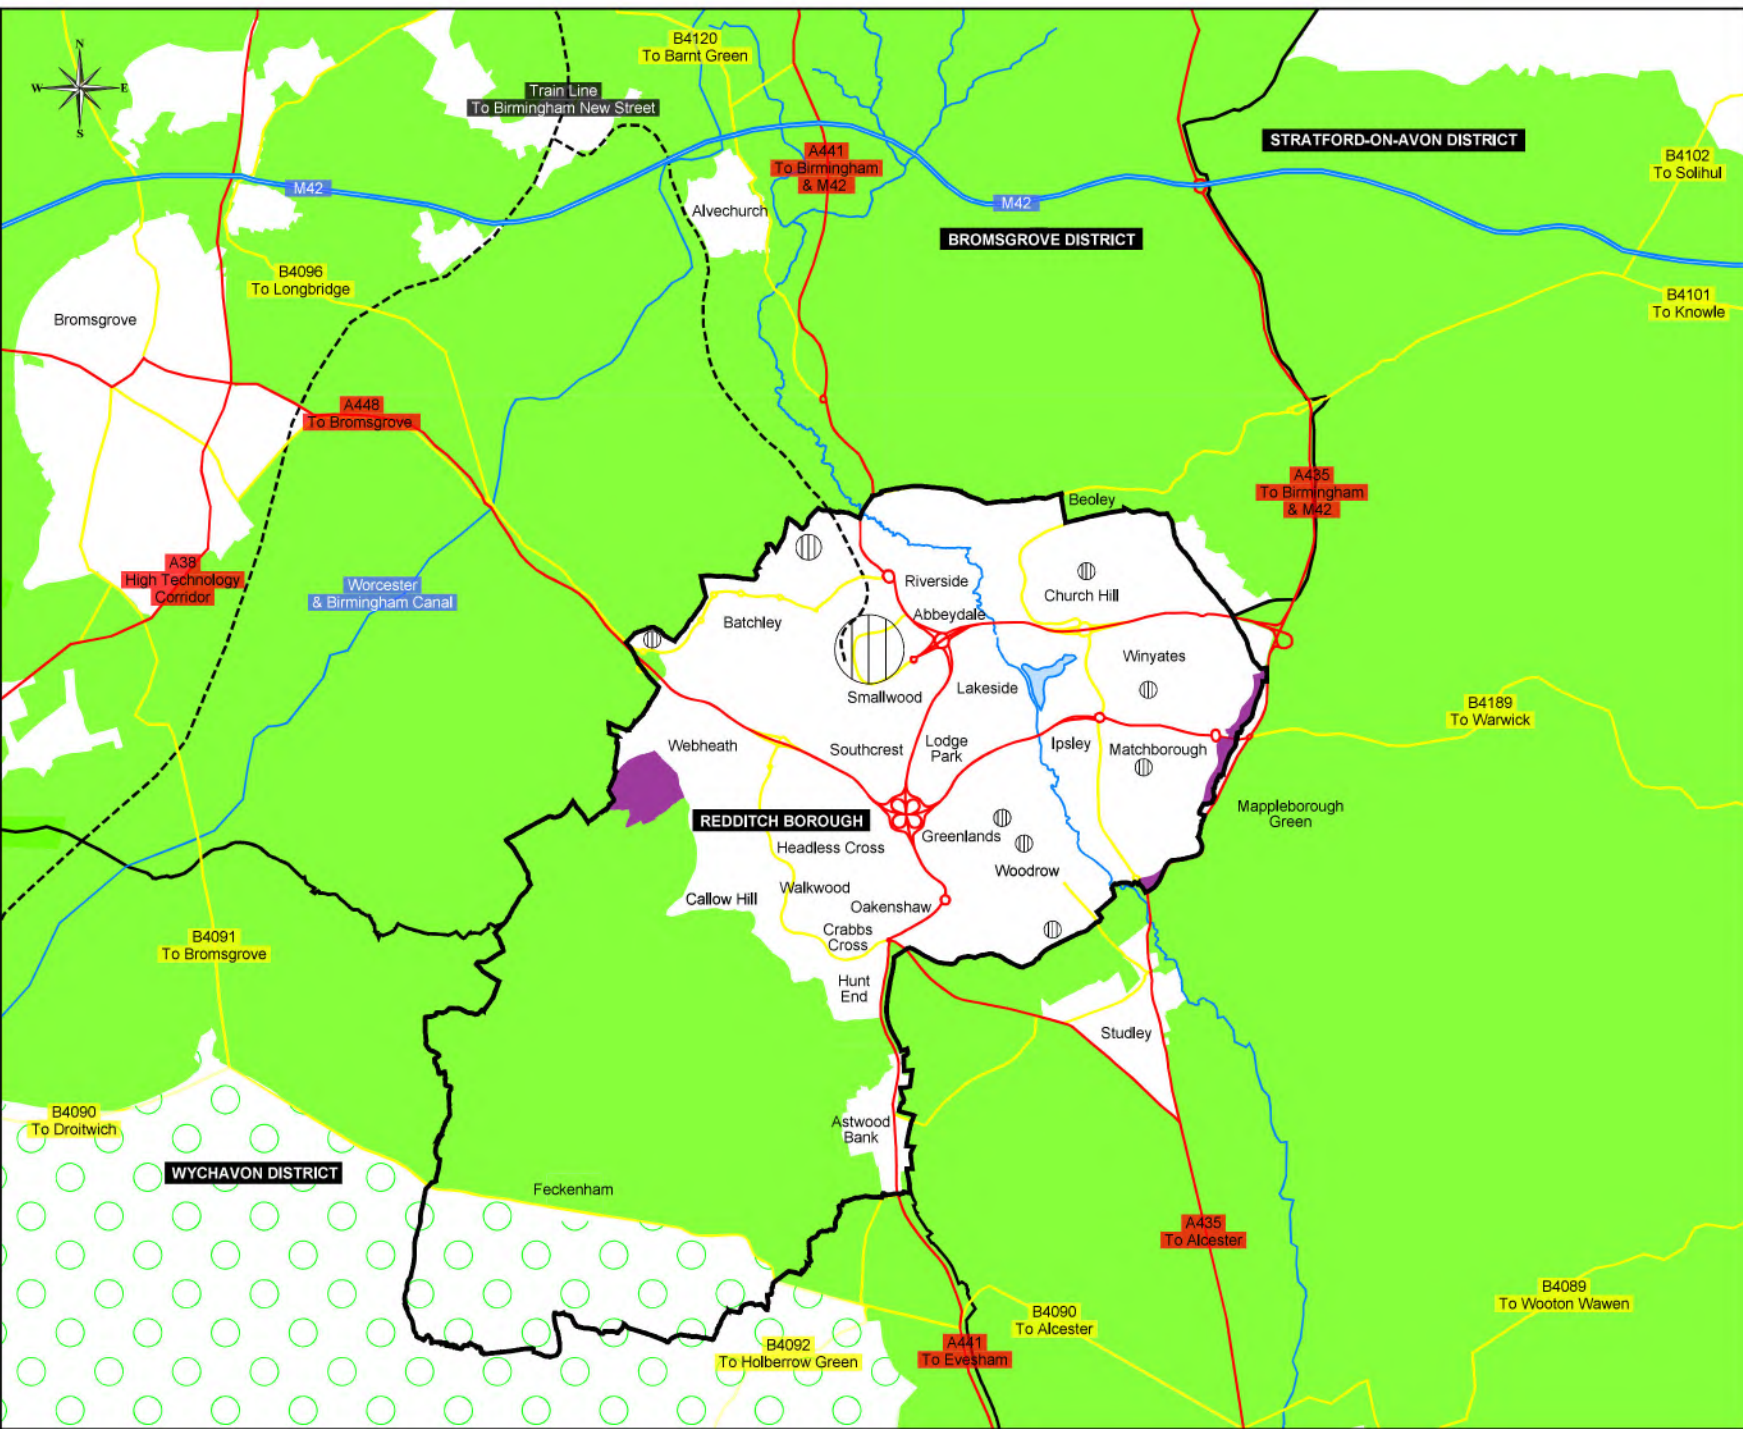 N
W
E
S
B4120
To Barnt Green
Train Line
To Birmingham New Street
A441
To Birmingham
& M42
STRATFORD-ON-AVON DISTRICT
B4102
To Solihul
M42
M42
Alvechurch
BROMSGROVE DISTRICT
B4096
To Longbridge
B4101
To Knowle
Bromsgrove
A448
To Bromsgrove
A435
To Birmingham
& M42
Beoley
A38
High Technology
Corridor
Worcester
& Birmingham Canal
Riverside
Church Hill
Abbeydale
Batchley
Winyates
Smallwood
Lakeside
B4189
To Warwick
Webheath
Southcrest
Lodge
Park
Ipsley
Matchborough
Mappleborough
Green
REDDITCH BOROUGH
Greenlands
Headless Cross
Woodrow
Walkwood
Callow Hill
Oakenshaw
Crabbs
Cross
B4091
To Bromsgrove
Hunt
End
Studley
B4090
To Droitwich
Astwood
Bank
WYCHAVON DISTRICT
Feckenham
A435
To Alcester
B4089
To Wooton Wawen
B4090
To Alcester
B4092
To Holberrow Green
A441
To Evesham